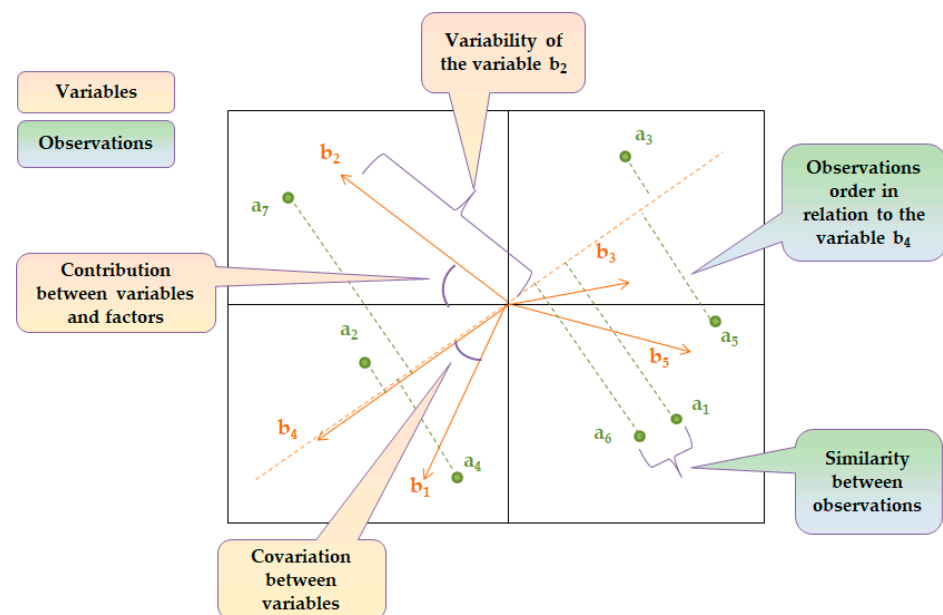 Variability of
the variable b₂
Variables
Observations
b₂
a₃
a₇
Observations
order in
relation to the
variable b₄
b₃
Contribution
between variables
and factors
a₂
a₅
b₅
a₁
b₄
a₆
a₄
b₁
Similarity
between
observations
Covariation
between
variables